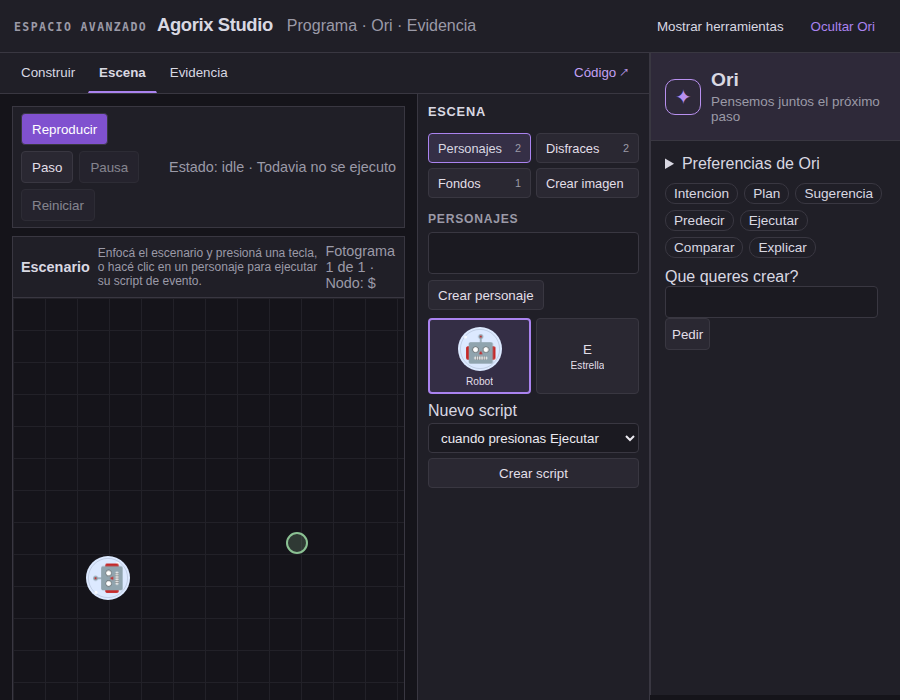 ESPACIO AVANZADO Agorix Studio Programa · Ori · Evidencia
Mostrar herramientas Ocultar Ori
Construir Escena Evidencia Código ↗
Reproducir
Paso Pausa
Reiniciar
Estado: idle · Todavia no se ejecuto
Escenario
Enfocá el escenario y presioná una tecla,
o hacé clic en un personaje para ejecutar
su script de evento.
Fotograma
1 de 1 ·
Nodo: $
ESCENA
Personajes 2
Disfraces 2
Fondos 1
Crear imagen
PERSONAJES
Crear personaje
Robot
E
Estrella
Nuevo script
cuando presionas Ejecutar
Crear script
Ori
Pensemos juntos el próximo
paso
Preferencias de Ori
Intencion Plan Sugerencia
Predecir Ejecutar
Comparar Explicar
Que queres crear?
Pedir